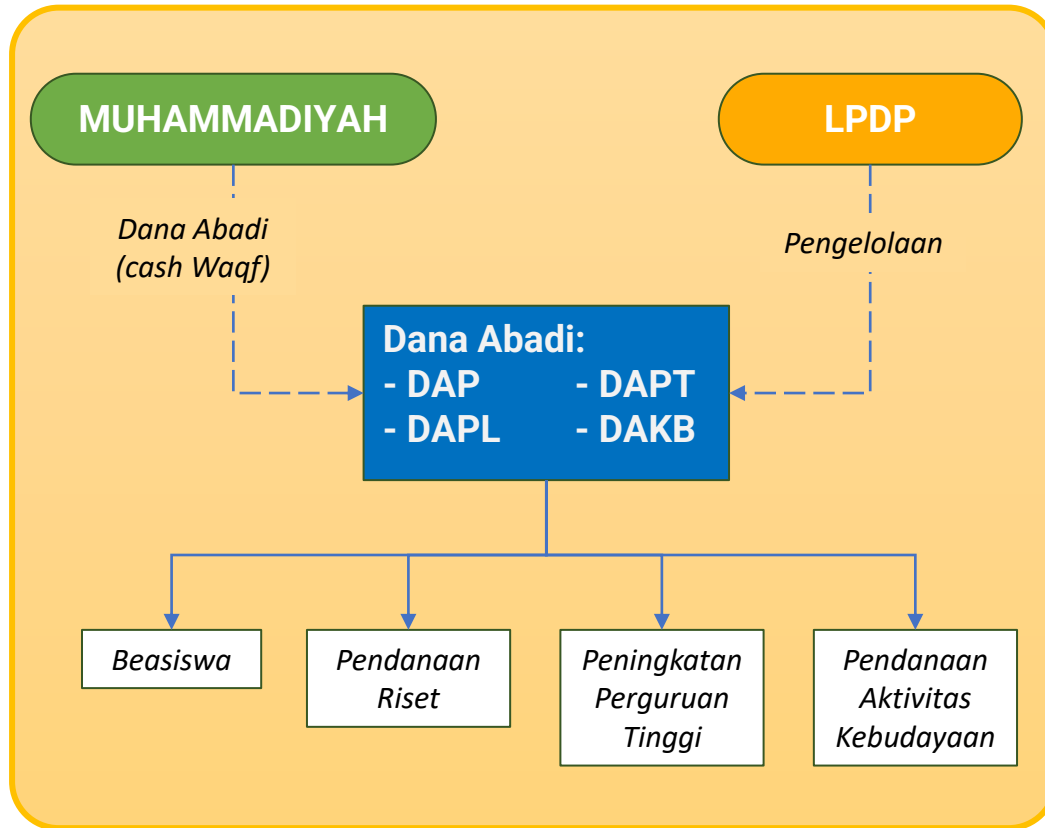 MUHAMMADIYAH
LPDP
Dana Abadi
(cash Waqf)
Pengelolaan
Dana Abadi:
- DAP - DAPT
- DAPL - DAKB
Beasiswa
Pendanaan
Riset
Peningkatan
Perguruan
Tinggi
Pendanaan
Aktivitas
Kebudayaan